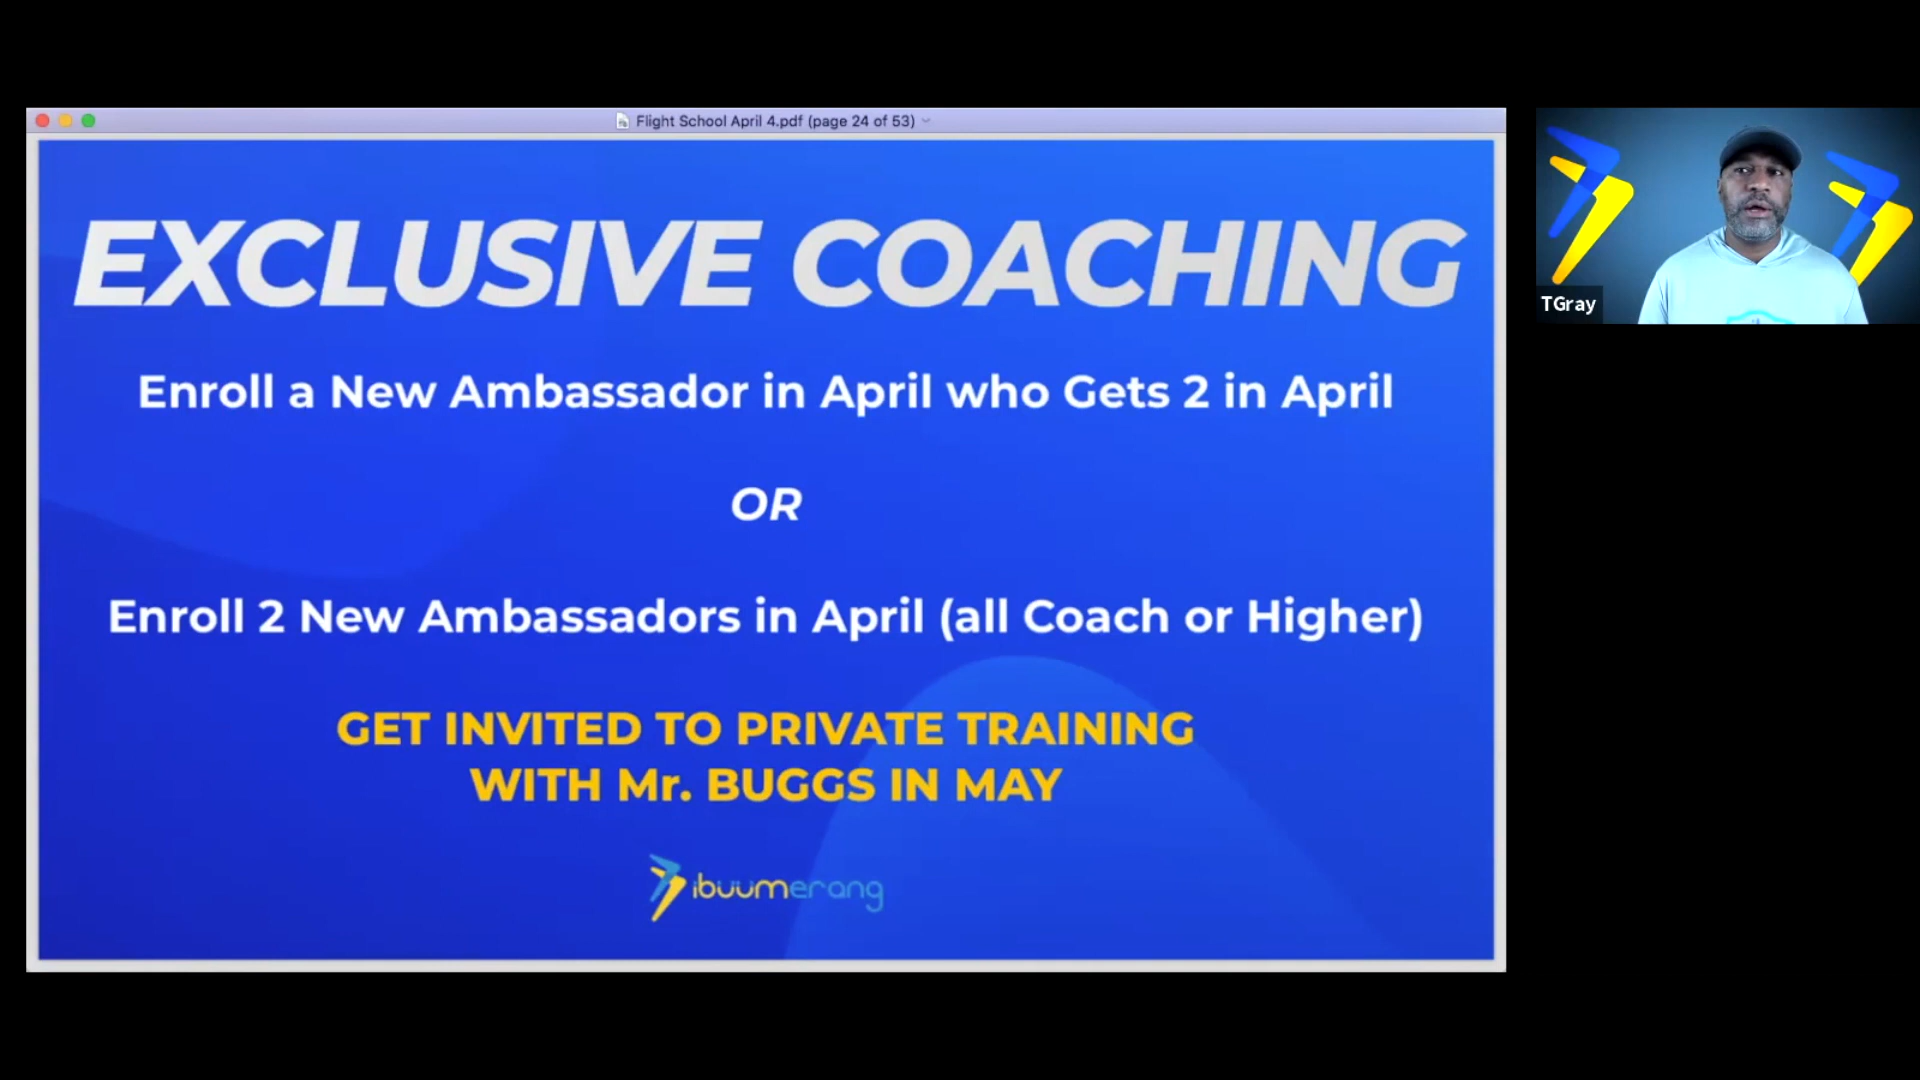 Flight School April 4.pdf (page 24 of 53)
EXCLUSIVE COACHING
Enroll a New Ambassador in April who Gets 2 in April
OR
Enroll 2 New Ambassadors in April (all Coach or Higher)
GET INVITED TO PRIVATE TRAINING
WITH Mr. BUGGS IN MAY
ibuumerang
TGray